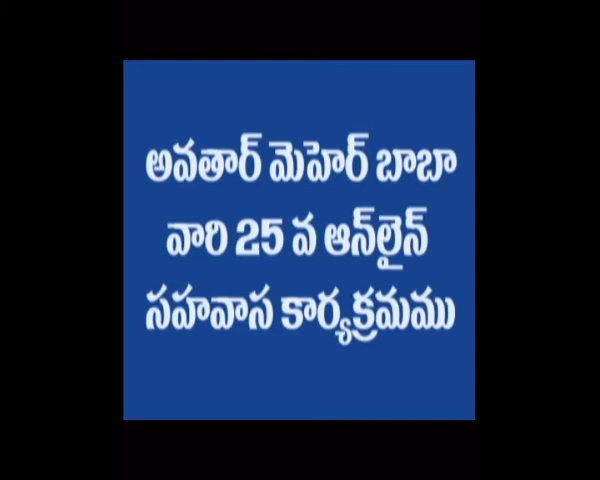 అవతార్ మెహెర్ బాబా
వారి 25 వ ఆన్‌లైన్
సహవాస కార్యక్రమము